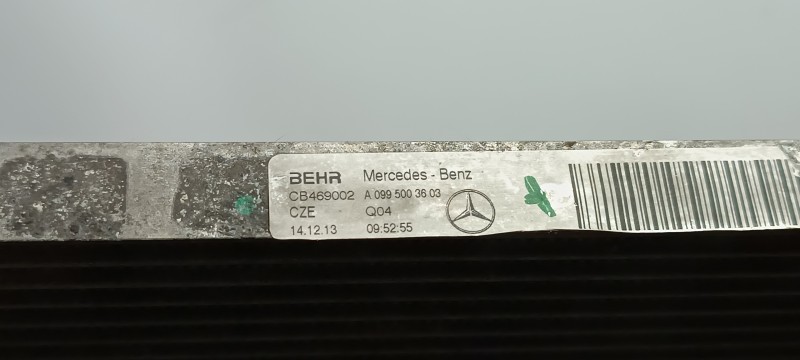 BEHR Mercedes-Benz
CB469002 A 099 500 36 03
CZE Q04
14.12.13 09:52:55